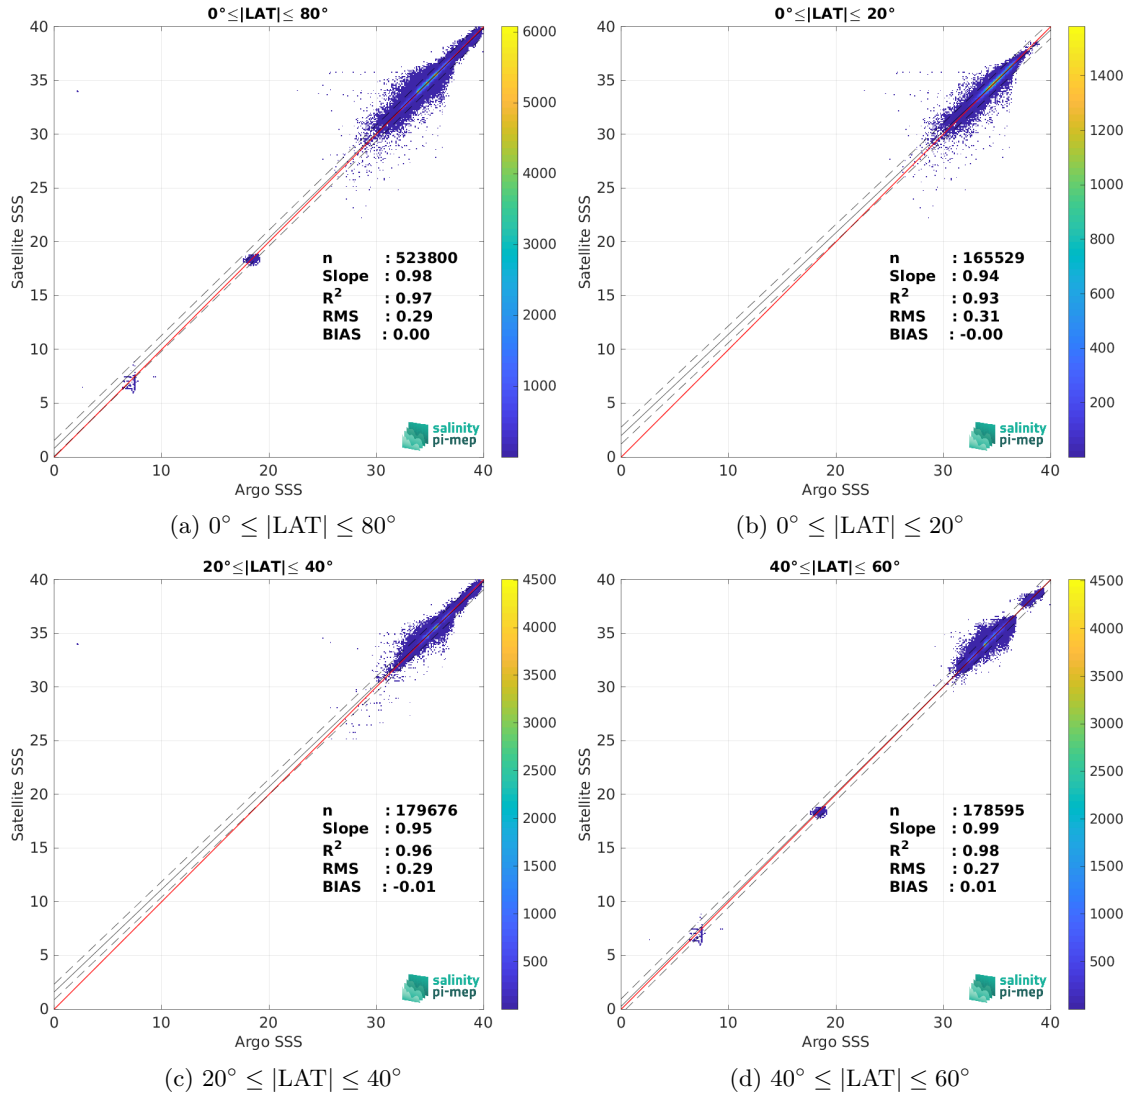 0°≤|LAT|≤ 80°
40
35
30
25
20
15
10
5
0
Satellite SSS
n : 523800
Slope : 0.98
R² : 0.97
RMS : 0.29
BIAS : 0.00
salinity
pi-mep
0 10 20 30 40
Argo SSS
6000
5000
4000
3000
2000
1000
(a) 0° ≤ |LAT| ≤ 80°
0°≤|LAT|≤ 20°
40
35
30
25
20
15
10
5
0
Satellite SSS
n : 165529
Slope : 0.94
R² : 0.93
RMS : 0.31
BIAS : -0.00
salinity
pi-mep
0 10 20 30 40
Argo SSS
1400
1200
1000
800
600
400
200
(b) 0° ≤ |LAT| ≤ 20°
20°≤|LAT|≤ 40°
40
35
30
25
20
15
10
5
0
Satellite SSS
n : 179676
Slope : 0.95
R² : 0.96
RMS : 0.29
BIAS : -0.01
salinity
pi-mep
0 10 20 30 40
Argo SSS
4500
4000
3500
3000
2500
2000
1500
1000
500
(c) 20° ≤ |LAT| ≤ 40°
40°≤|LAT|≤ 60°
40
35
30
25
20
15
10
5
0
Satellite SSS
n : 178595
Slope : 0.99
R² : 0.98
RMS : 0.27
BIAS : 0.01
salinity
pi-mep
0 10 20 30 40
Argo SSS
4500
4000
3500
3000
2500
2000
1500
1000
500
(d) 40° ≤ |LAT| ≤ 60°